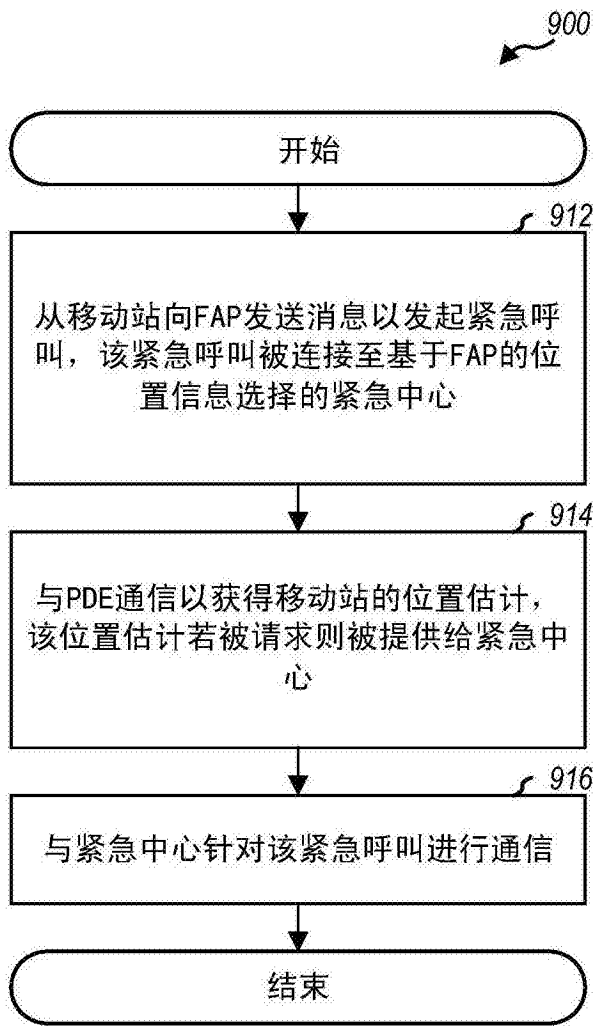 900
开始
912
从移动站向FAP发送消息以发起紧急呼
叫，该紧急呼叫被连接至基于FAP的位
置信息选择的紧急中心
914
与PDE通信以获得移动站的位置估计，
该位置估计若被请求则被提供给紧急中
心
916
与紧急中心针对该紧急呼叫进行通信
结束